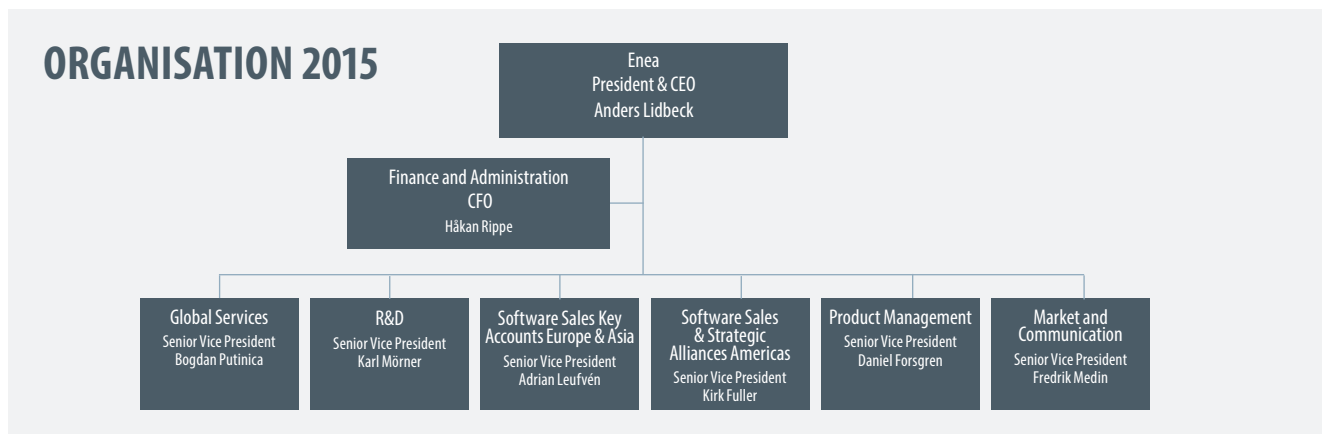 ORGANISATION 2015
Enea
President & CEO
Anders Lidbeck
Finance and Administration
CFO
Håkan Rippe
Global Services
Senior Vice President
Bogdan Putinica
R&D
Senior Vice President
Karl Mörner
Software Sales Key
Accounts Europe & Asia
Senior Vice President
Adrian Leufvén
Software Sales
& Strategic
Alliances Americas
Senior Vice President
Kirk Fuller
Product Management
Senior Vice President
Daniel Forsgren
Market and
Communication
Senior Vice President
Fredrik Medin